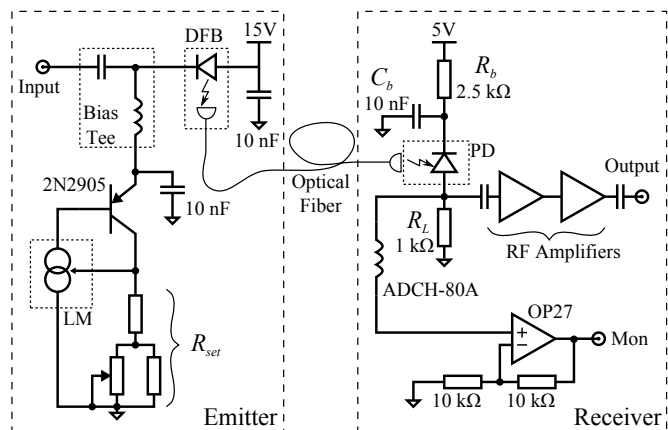 DFB
15V
Input
Bias
Tee
10 nF
2N2905
10 nF
LM
R_set
Emitter
Optical
Fiber
5V
R_b
2.5 kΩ
C_b
10 nF
PD
Output
R_L
1 kΩ
RF Amplifiers
ADCH-80A
OP27
+
−
Mon
10 kΩ
10 kΩ
Receiver